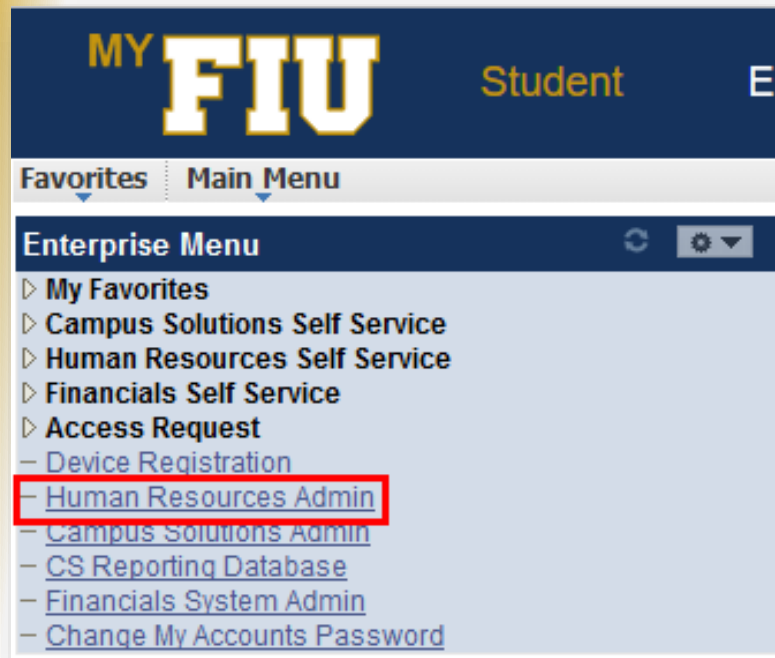 MY FIU Student E
Favorites Main Menu
Enterprise Menu
My Favorites
Campus Solutions Self Service
Human Resources Self Service
Financials Self Service
Access Request
Device Registration
Human Resources Admin
Campus Solutions Admin
CS Reporting Database
Financials System Admin
Change My Accounts Password